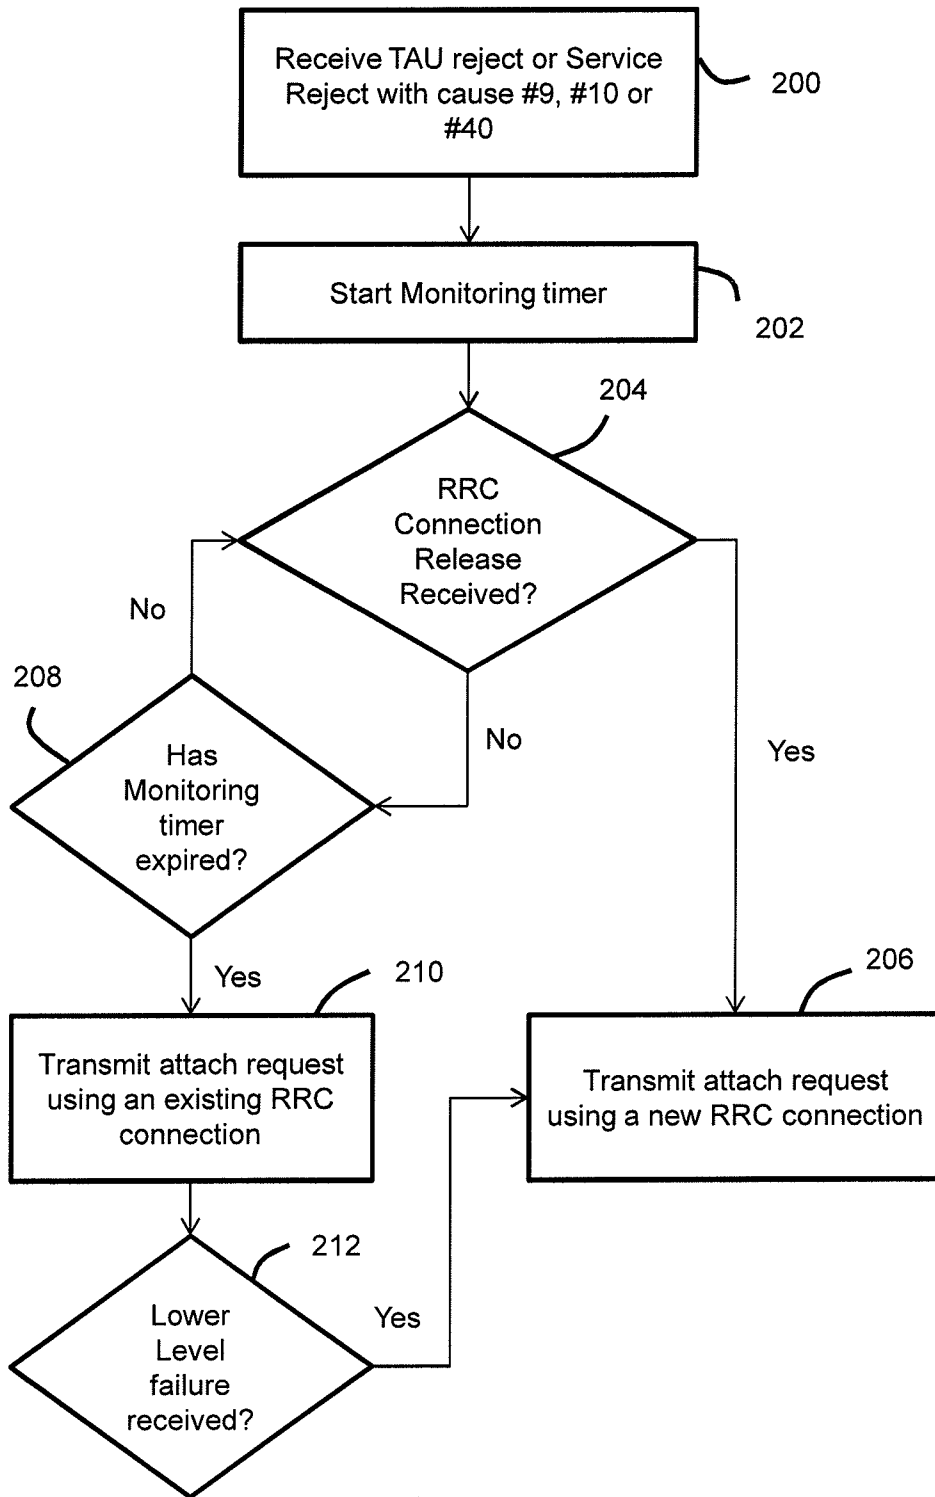 Receive TAU reject or Service
Reject with cause #9, #10 or
#40
200
Start Monitoring timer
202
204
RRC
Connection
Release
Received?
No
208
No
Yes
Has
Monitoring
timer
expired?
Yes
210
206
Transmit attach request
using an existing RRC
connection
Transmit attach request
using a new RRC connection
212
Yes
Lower
Level
failure
received?